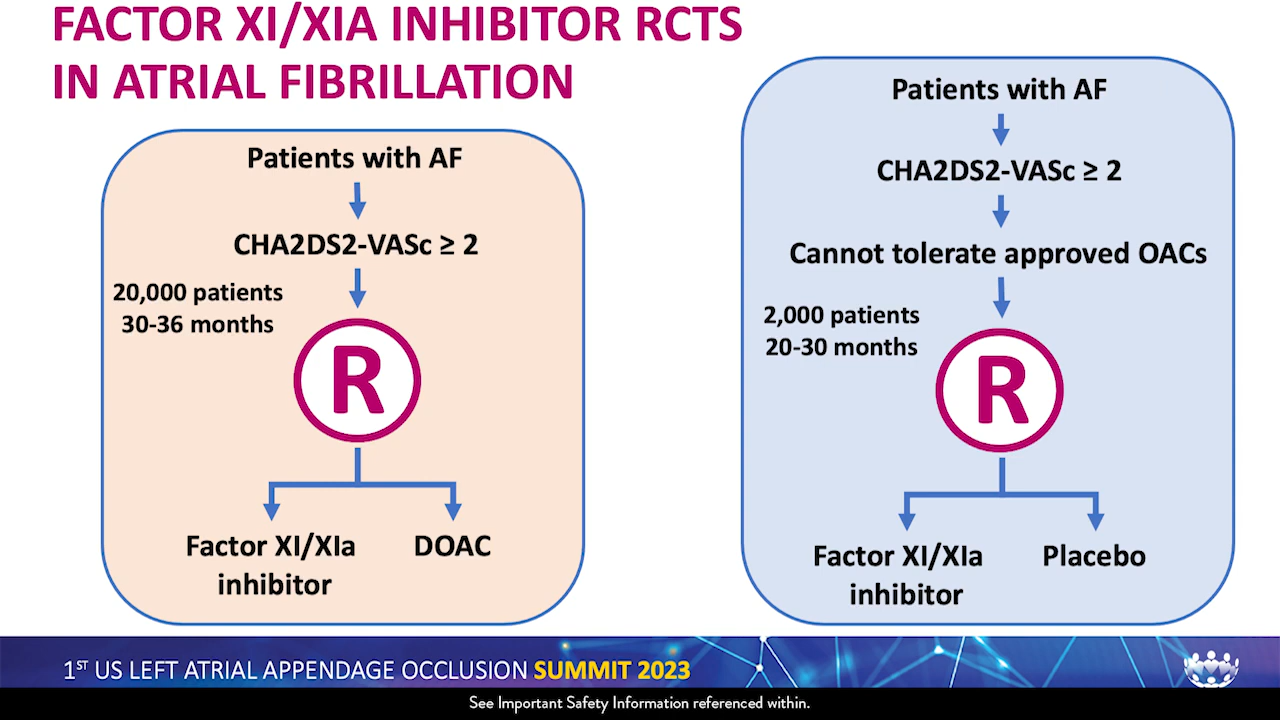 FACTOR XI/XIA INHIBITOR RCTS
IN ATRIAL FIBRILLATION
Patients with AF
CHA2DS2-VASc ≥ 2
20,000 patients
30-36 months
R
Factor XI/XIa
inhibitor
DOAC
Patients with AF
CHA2DS2-VASc ≥ 2
Cannot tolerate approved OACs
2,000 patients
20-30 months
R
Factor XI/XIa
inhibitor
Placebo
1ST US LEFT ATRIAL APPENDAGE OCCLUSION SUMMIT 2023
See Important Safety Information referenced within.